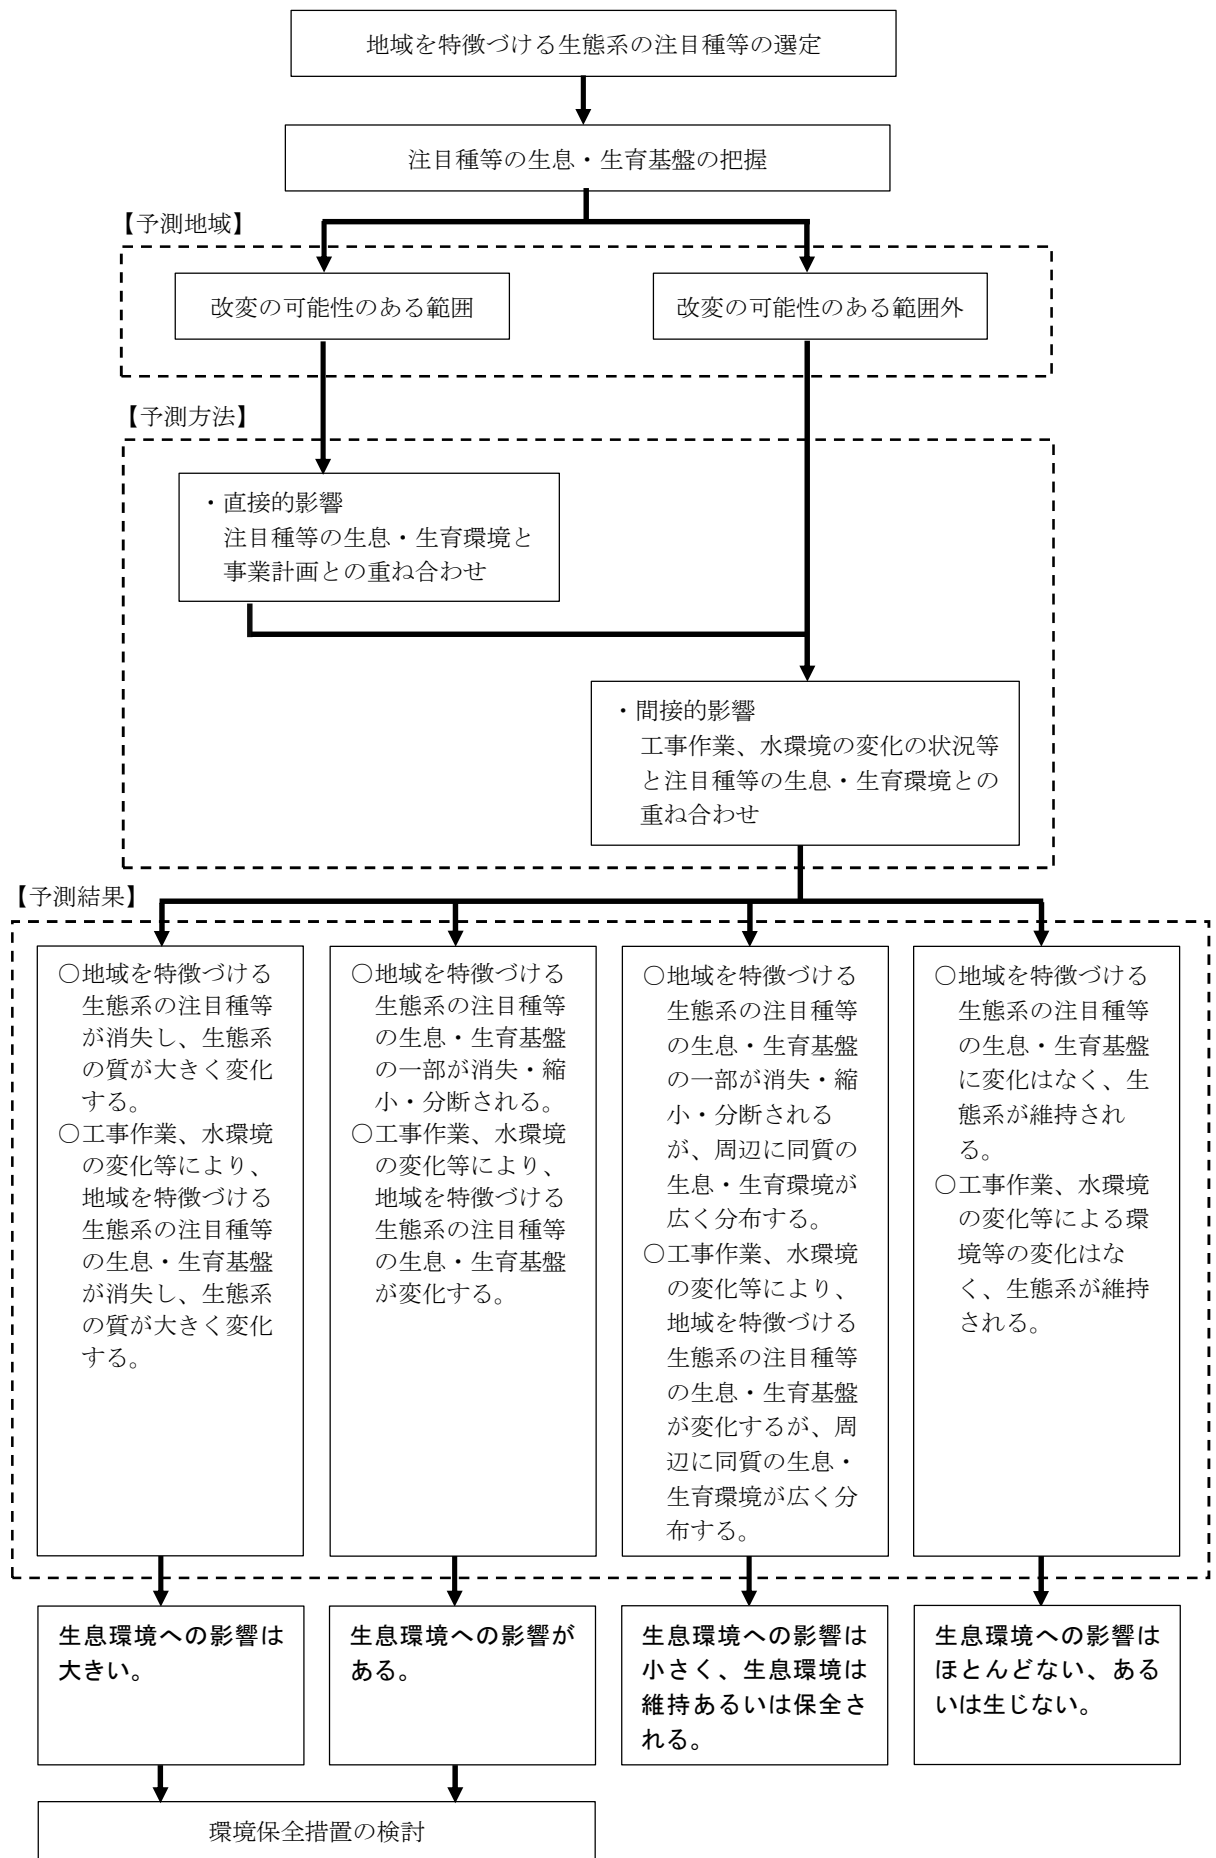 地域を特徴づける生態系の注目種等の選定
注目種等の生息・生育基盤の把握
【予測地域】
改変の可能性のある範囲
改変の可能性のある範囲外
【予測方法】
・直接的影響
注目種等の生息・生育環境と
事業計画との重ね合わせ
・間接的影響
工事作業、水環境の変化の状況等
と注目種等の生息・生育環境との
重ね合わせ
【予測結果】
○地域を特徴づける
生態系の注目種等
が消失し、生態系
の質が大きく変化
する。
○工事作業、水環境
の変化等により、
地域を特徴づける
生態系の注目種等
の生息・生育基盤
が消失し、生態系
の質が大きく変化
する。
○地域を特徴づける
生態系の注目種等
の生息・生育基盤
の一部が消失・縮
小・分断される。
○工事作業、水環境
の変化等により、
地域を特徴づける
生態系の注目種等
の生息・生育基盤
が変化する。
○地域を特徴づける
生態系の注目種等
の生息・生育基盤
の一部が消失・縮
小・分断される
が、周辺に同質の
生息・生育環境が
広く分布する。
○工事作業、水環境
の変化等により、
地域を特徴づける
生態系の注目種等
の生息・生育基盤
が変化するが、周
辺に同質の生息・
生育環境が広く分
布する。
○地域を特徴づける
生態系の注目種等
の生息・生育基盤
に変化はなく、生
態系が維持され
る。
○工事作業、水環境
の変化等による環
境等の変化はな
く、生態系が維持
される。
生息環境への影響は
大きい。
生息環境への影響が
ある。
生息環境への影響は
小さく、生息環境は
維持あるいは保全さ
れる。
生息環境への影響は
ほとんどない、ある
いは生じない。
環境保全措置の検討